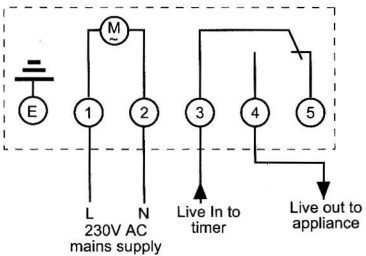 M
~
E
1
2
3
4
5
L N
230V AC
mains supply
Live In to
timer
Live out to
appliance